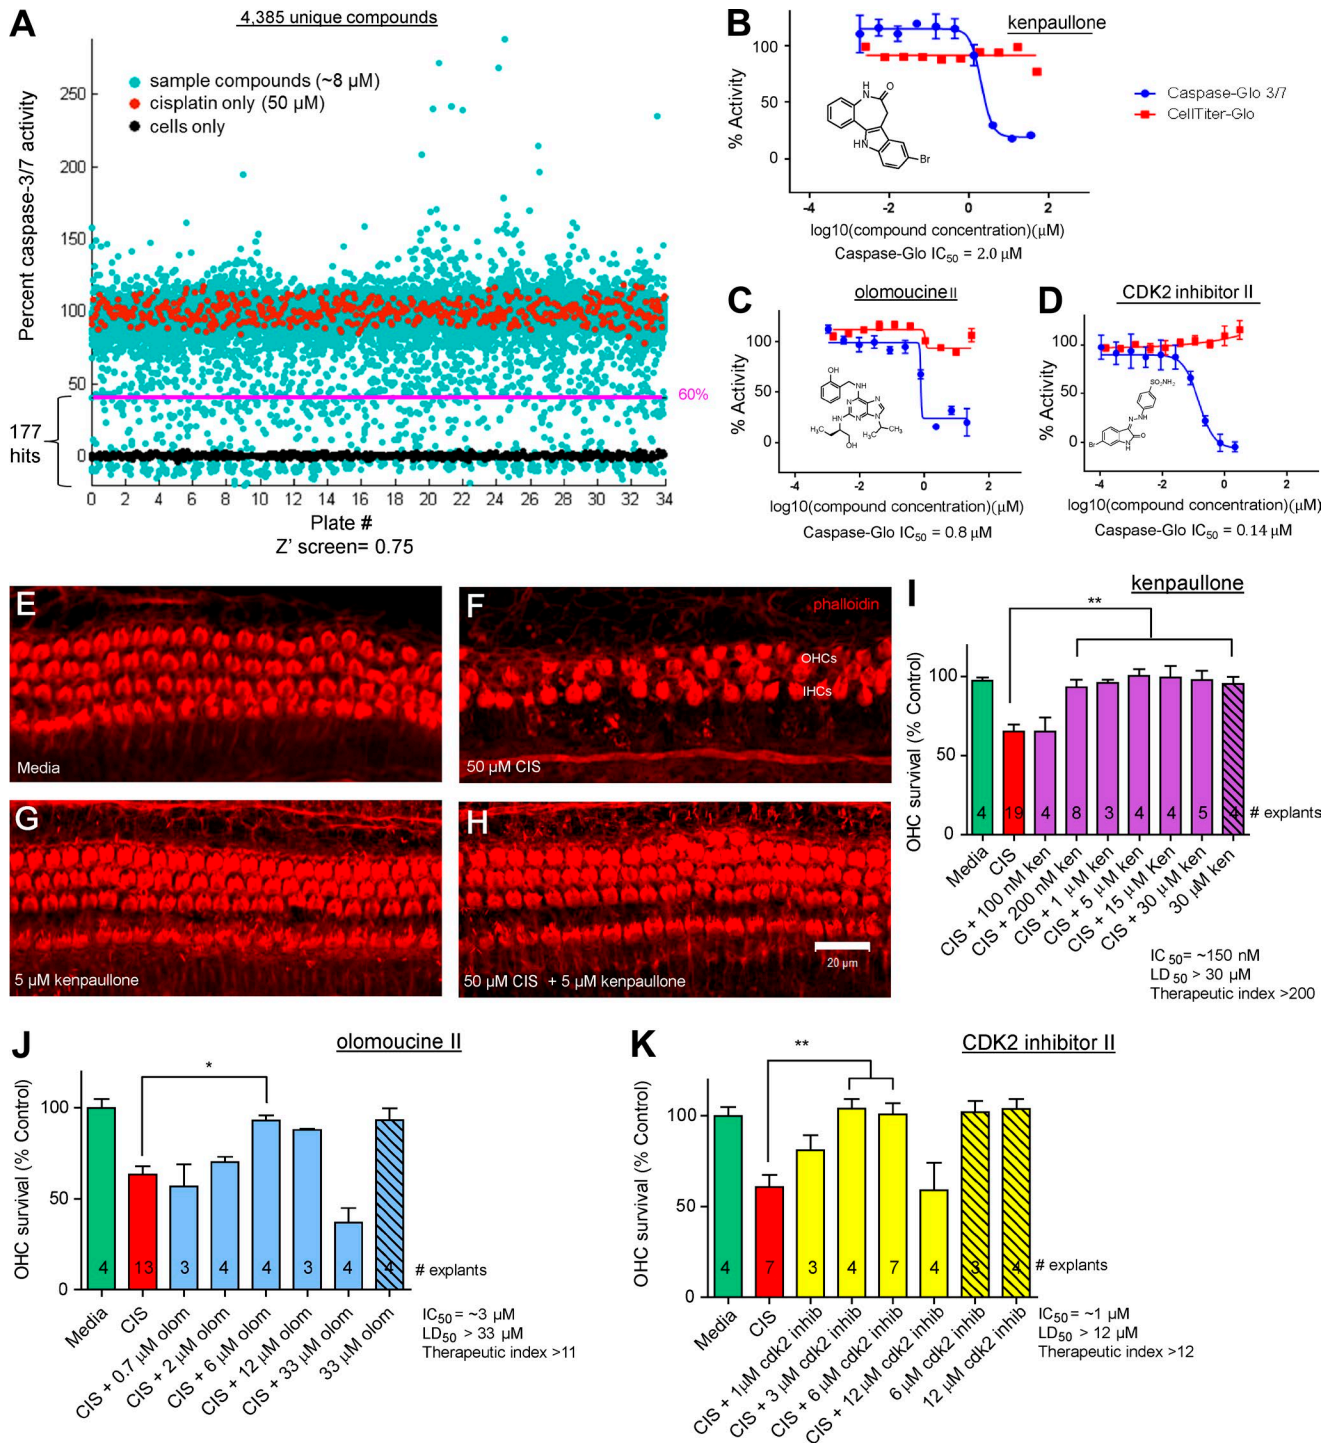 A
4,385 unique compounds
sample compounds (~8 µM)
cisplatin only (50 µM)
cells only
Percent caspase-3/7 activity
250
200
150
100
50
0
60%
177
hits
0 2 4 6 8 10 12 14 16 18 20 22 24 26 28 30 32 34
Plate #
Z' screen= 0.75
B
kenpaullone
% Activity
100
50
0
H
N
O
HN
Br
-4 -2 0 2
log10(compound concentration)(µM)
Caspase-Glo IC50 = 2.0 µM
Caspase-Glo 3/7
CellTiter-Glo
C
olomoucine II
% Activity
100
50
0
OH
NH
N
N
N
N
HN
H3C
CH3
H3C
OH
-4 -2 0 2
log10(compound concentration)(µM)
Caspase-Glo IC50 = 0.8 µM
D
CDK2 inhibitor II
% Activity
100
50
0
SO2NH2
N-NH
Br
O
N
H
-4 -2 0 2
log10(compound concentration)(µM)
Caspase-Glo IC50 = 0.14 µM
E
Media
F
phalloidin
OHCs
IHCs
50 µM CIS
G
5 µM kenpaullone
H
20 µm
50 µM CIS + 5 µM kenpaullone
I
kenpaullone
**
OHC survival (% Control)
100
50
0
4 19 4 8 3 4 4 5 4
# explants
Media
CIS
CIS + 100 nM ken
CIS + 200 nM ken
CIS + 1 µM ken
CIS + 5 µM ken
CIS + 15 µM ken
CIS + 30 µM ken
30 µM ken
IC 50= ~150 nM
LD50 > 30 µM
Therapeutic index >200
J
olomoucine II
*
OHC survival (% Control)
100
50
0
4 13 3 4 4 3 4 4
# explants
Media
CIS
CIS + 0.7 µM olom
CIS + 2 µM olom
CIS + 6 µM olom
CIS + 12 µM olom
CIS + 33 µM olom
33 µM olom
IC50= ~3 µM
LD50 > 33 µM
Therapeutic index >11
K
CDK2 inhibitor II
**
OHC survival (% Control)
100
50
0
4 7 3 4 7 4 3 4
# explants
Media
CIS
CIS + 1µM cdk2 inhib
CIS + 3 µM cdk2 inhib
CIS + 6 µM cdk2 inhib
CIS + 12 µM cdk2 inhib
6 µM cdk2 inhib
12 µM cdk2 inhib
IC50= ~1 µM
LD50 > 12 µM
Therapeutic index >12